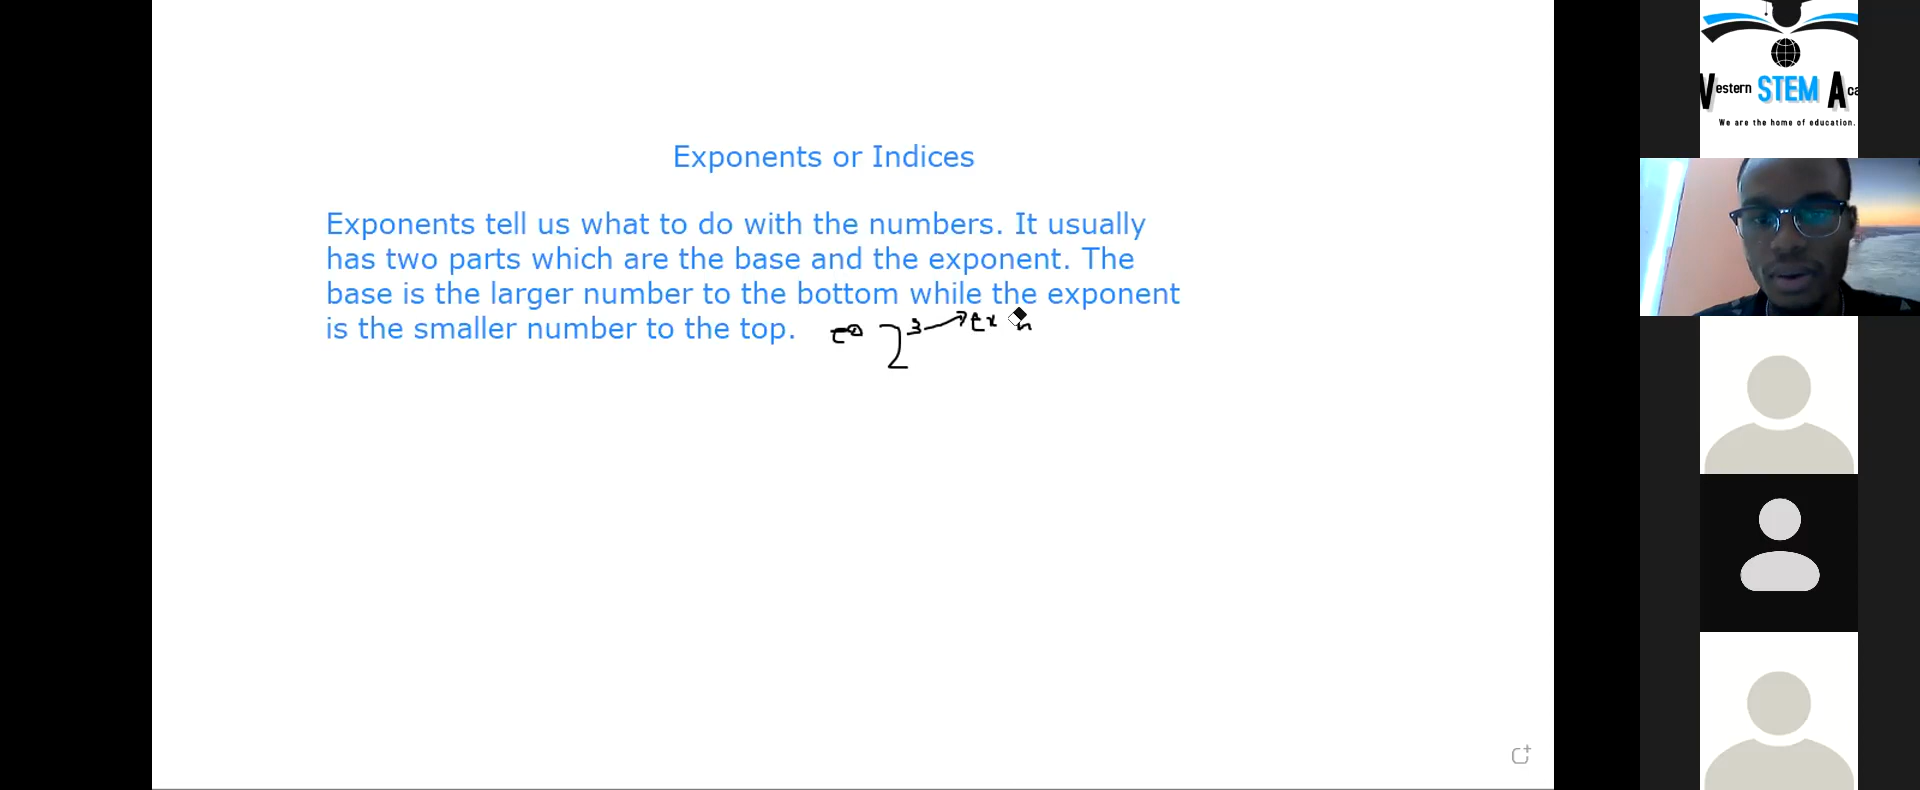 Exponents or Indices
Exponents tell us what to do with the numbers. It usually
has two parts which are the base and the exponent. The
base is the larger number to the bottom while the exponent
is the smaller number to the top. 2³ ex
estern STEM A
We are the home of education.